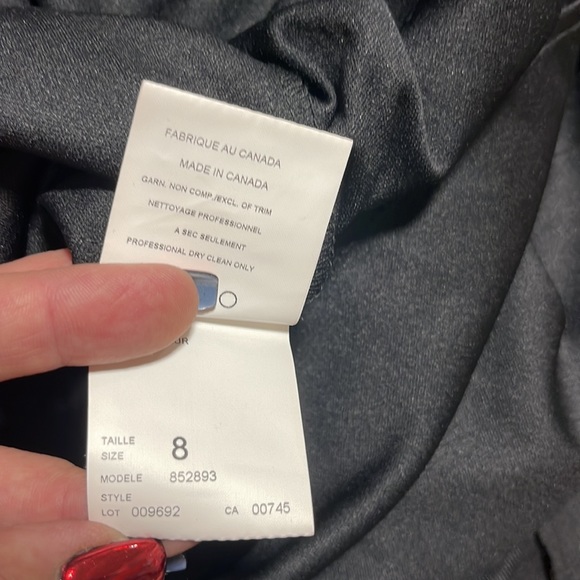 FABRIQUE AU CANADA
MADE IN CANADA
GARN. NON COMP./EXCL. OF TRIM
NETTOYAGE PROFESSIONNEL
A SEC SEULEMENT
PROFESSIONAL DRY CLEAN ONLY
TAILLE
SIZE 8
MODELE 852893
STYLE
LOT 009692 CA 00745